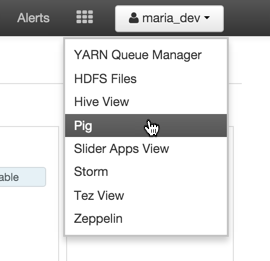 Alerts
maria_dev
YARN Queue Manager
HDFS Files
Hive View
Pig
Slider Apps View
able
Storm
Tez View
Zeppelin